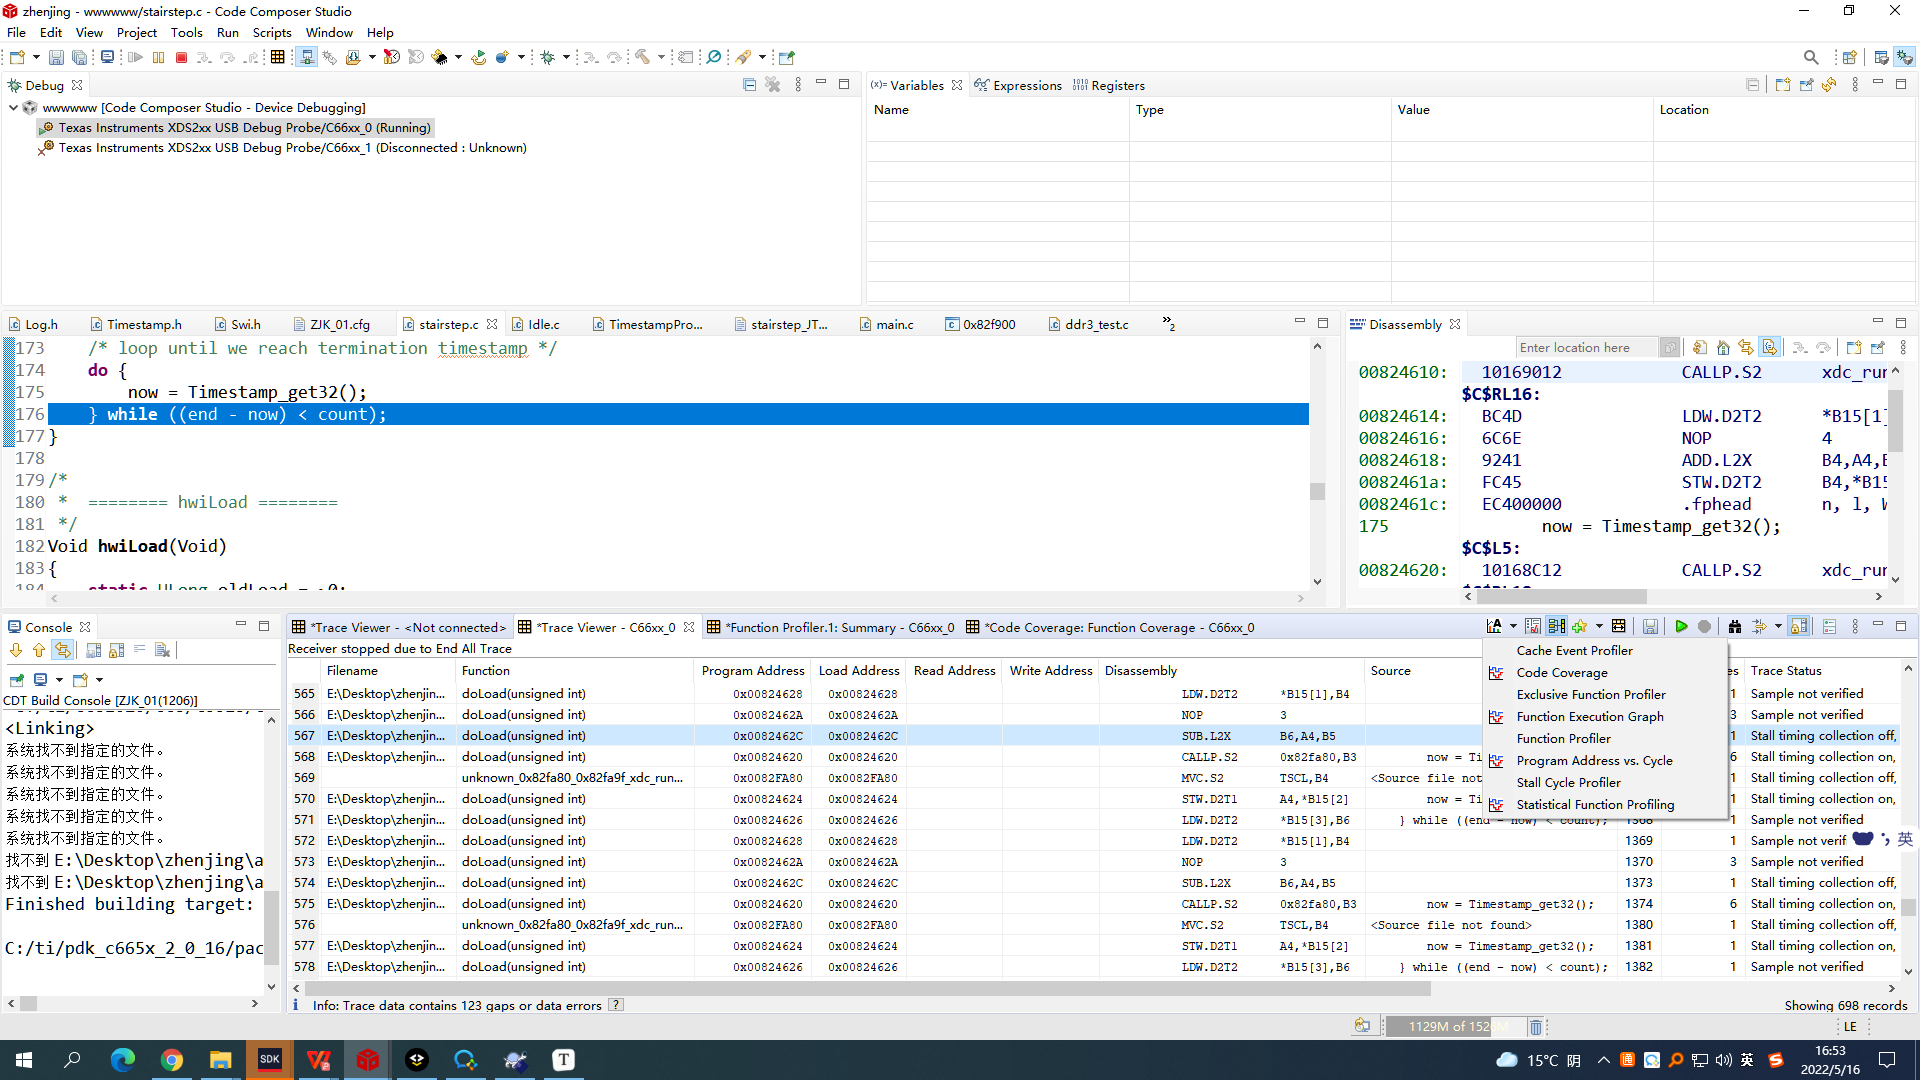 zhenjing - wwwwww/stairstep.c - Code Composer Studio
File Edit View Project Tools Run Scripts Window Help
Debug
wwwwww [Code Composer Studio - Device Debugging]
Texas Instruments XDS2xx USB Debug Probe/C66xx_0 (Running)
Texas Instruments XDS2xx USB Debug Probe/C66xx_1 (Disconnected : Unknown)
(x)= Variables Expressions Registers
Name Type Value Location
Log.h Timestamp.h Swi.h ZJK_01.cfg stairstep.c Idle.c TimestampPro... stairstep_JT... main.c 0x82f900 ddr3_test.c »2
173 /* loop until we reach termination timestamp */
174 do {
175 now = Timestamp_get32();
176 } while ((end - now) < count);
177 }
178
179 /*
180 * ======== hwiLoad ========
181 */
182 Void hwiLoad(Void)
183 {
Disassembly
Enter location here
00824610: 10169012 CALLP.S2 xdc_rur
$C$RL16:
00824614: BC4D LDW.D2T2 *B15[1]
00824616: 6C6E NOP 4
00824618: 9241 ADD.L2X B4,A4,E
0082461a: FC45 STW.D2T2 B4,*B15
0082461c: EC400000 .fphead n, l, W
175 now = Timestamp_get32();
$C$L5:
00824620: 10168C12 CALLP.S2 xdc_rur
Console
CDT Build Console [ZJK_01(1206)]
<Linking>
系统找不到指定的文件。
系统找不到指定的文件。
系统找不到指定的文件。
系统找不到指定的文件。
系统找不到指定的文件。
找不到 E:\Desktop\zhenjing\a
找不到 E:\Desktop\zhenjing\a
Finished building target:
C:/ti/pdk_c665x_2_0_16/pac
*Trace Viewer - <Not connected> *Trace Viewer - C66xx_0 *Function Profiler.1: Summary - C66xx_0 *Code Coverage: Function Coverage - C66xx_0
Receiver stopped due to End All Trace
Filename Function Program Address Load Address Read Address Write Address Disassembly Source es Trace Status
565 E:\Desktop\zhenjin... doLoad(unsigned int) 0x00824628 0x00824628 LDW.D2T2 *B15[1],B4 1 Sample not verified
566 E:\Desktop\zhenjin... doLoad(unsigned int) 0x0082462A 0x0082462A NOP 3 3 Sample not verified
567 E:\Desktop\zhenjin... doLoad(unsigned int) 0x0082462C 0x0082462C SUB.L2X B6,A4,B5 1 Stall timing collection off,
568 E:\Desktop\zhenjin... doLoad(unsigned int) 0x00824620 0x00824620 CALLP.S2 0x82fa80,B3 now = Ti 6 Stall timing collection on,
569 unknown_0x82fa80_0x82fa9f_xdc_run... 0x0082FA80 0x0082FA80 MVC.S2 TSCL,B4 <Source file not 1 Stall timing collection off,
570 E:\Desktop\zhenjin... doLoad(unsigned int) 0x00824624 0x00824624 STW.D2T1 A4,*B15[2] now = Ti 1 Stall timing collection on,
571 E:\Desktop\zhenjin... doLoad(unsigned int) 0x00824626 0x00824626 LDW.D2T2 *B15[3],B6 } while ((end - now) < count); 1368 1 Sample not verified
572 E:\Desktop\zhenjin... doLoad(unsigned int) 0x00824628 0x00824628 LDW.D2T2 *B15[1],B4 1369 1 Sample not verif
573 E:\Desktop\zhenjin... doLoad(unsigned int) 0x0082462A 0x0082462A NOP 3 1370 3 Sample not verified
574 E:\Desktop\zhenjin... doLoad(unsigned int) 0x0082462C 0x0082462C SUB.L2X B6,A4,B5 1373 1 Stall timing collection off,
575 E:\Desktop\zhenjin... doLoad(unsigned int) 0x00824620 0x00824620 CALLP.S2 0x82fa80,B3 now = Timestamp_get32(); 1374 6 Stall timing collection on,
576 unknown_0x82fa80_0x82fa9f_xdc_run... 0x0082FA80 0x0082FA80 MVC.S2 TSCL,B4 <Source file not found> 1380 1 Stall timing collection off,
577 E:\Desktop\zhenjin... doLoad(unsigned int) 0x00824624 0x00824624 STW.D2T1 A4,*B15[2] now = Timestamp_get32(); 1381 1 Stall timing collection on,
578 E:\Desktop\zhenjin... doLoad(unsigned int) 0x00824626 0x00824626 LDW.D2T2 *B15[3],B6 } while ((end - now) < count); 1382 1 Sample not verified
Cache Event Profiler
Code Coverage
Exclusive Function Profiler
Function Execution Graph
Function Profiler
Program Address vs. Cycle
Stall Cycle Profiler
Statistical Function Profiling
英
Info: Trace data contains 123 gaps or data errors ?
Showing 698 records
1129M of 152
LE
SDK
T
15°C 阴
英
16:53
2022/5/16